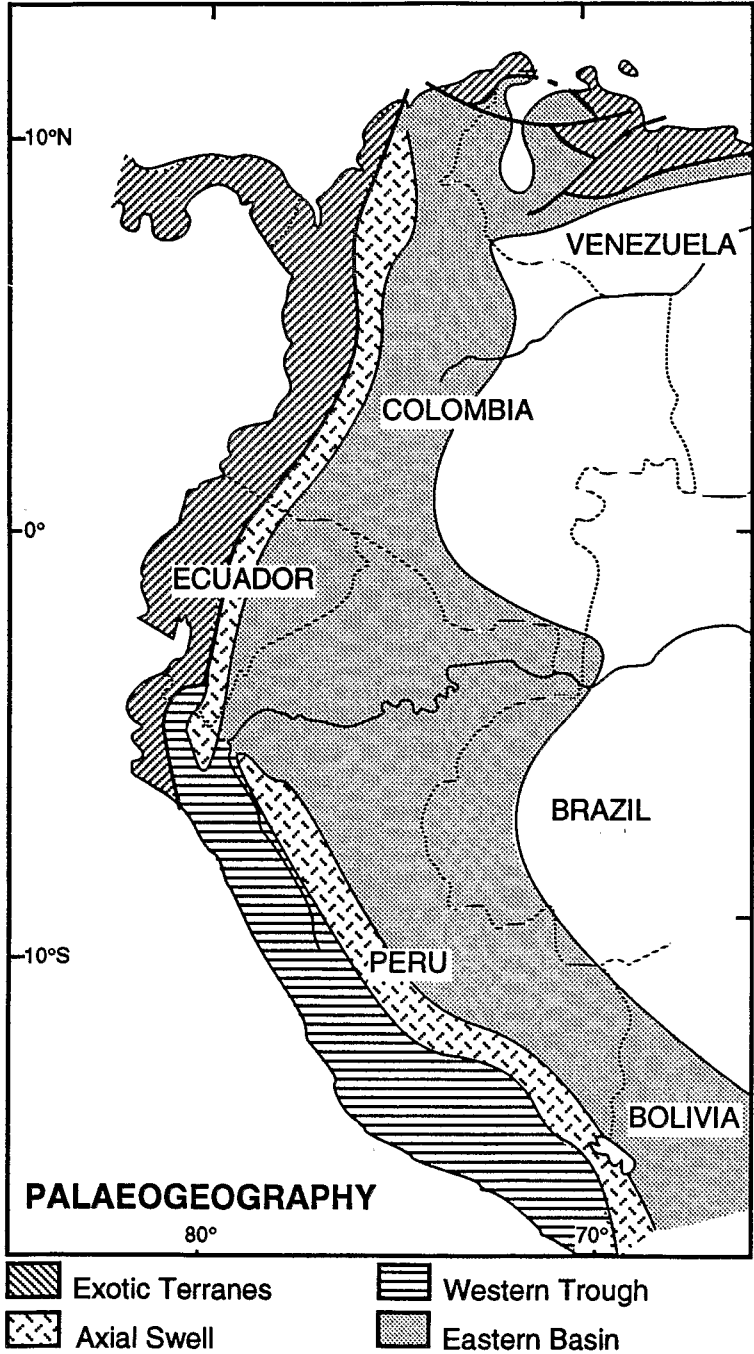 10°N
VENEZUELA
COLOMBIA
0°
ECUADOR
BRAZIL
10°S
PERU
BOLIVIA
PALAEOGEOGRAPHY
80°
70°
Exotic Terranes
Western Trough
Axial Swell
Eastern Basin